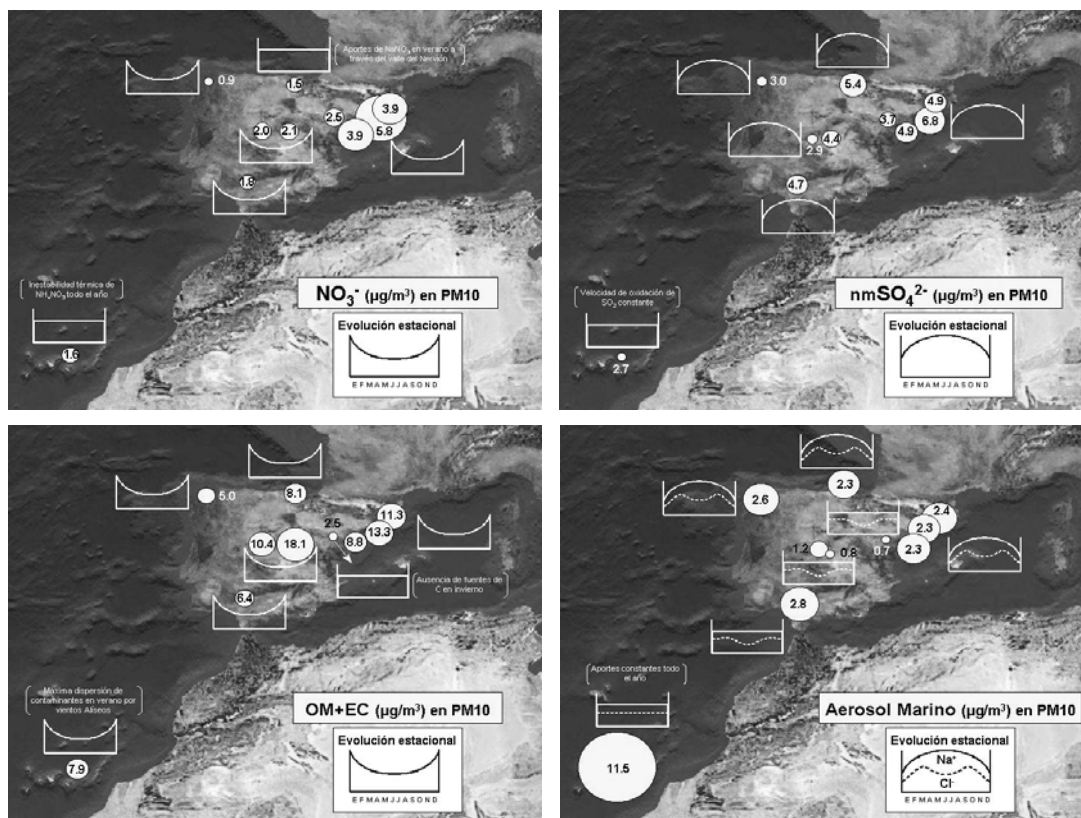 Aportes de NaNO3 en verano a
través del valle del Nervión
0.9
1.5
3.9
2.5
2.0
2.1
3.9
5.8
1.8
Inestabilidad térmica de
NH4NO3 todo el año
1.6
NO3- (µg/m3) en PM10
Evolución estacional
E F M A M J J A S O N D
3.0
5.4
4.9
3.7
6.8
4.9
4.4
2.9
4.7
Velocidad de oxidación de
SO2 constante
2.7
nmSO4 2- (µg/m3) en PM10
Evolución estacional
E F M A M J J A S O N D
5.0
8.1
11.3
2.5
13.3
10.4
18.1
8.8
Ausencia de fuentes de
C en invierno
6.4
Máxima dispersión de
contaminantes en verano por
vientos Alíseos
7.9
OM+EC (µg/m3) en PM10
Evolución estacional
E F M A M J J A S O N D
2.3
2.6
2.4
2.3
1.2
0.8
0.7
2.3
2.8
Aportes constantes todo
el año
11.5
Aerosol Marino (µg/m3) en PM10
Evolución estacional
Na+
Cl-
E F M A M J J A S O N D